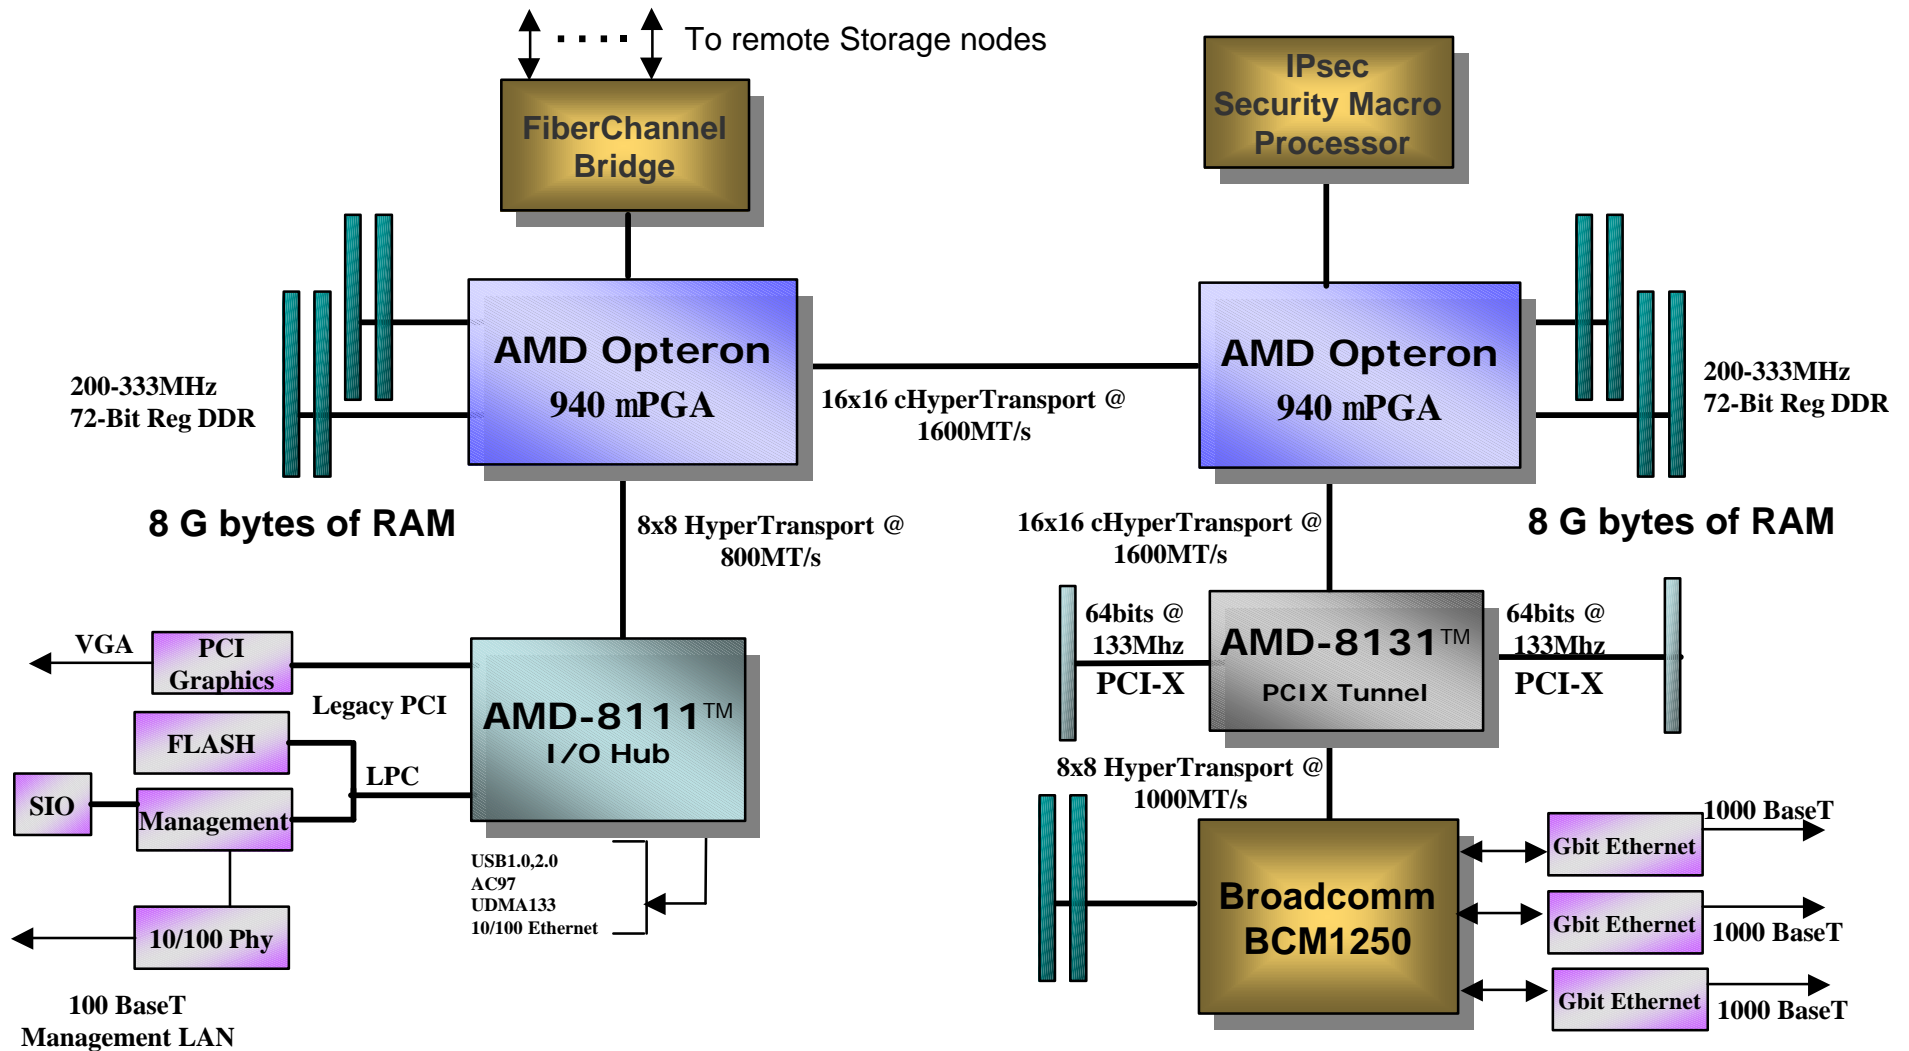 To remote Storage nodes
FiberChannel
Bridge
IPsec
Security Macro
Processor
AMD Opteron
940 mPGA
AMD Opteron
940 mPGA
200-333MHz
72-Bit Reg DDR
16x16 cHyperTransport @
1600MT/s
200-333MHz
72-Bit Reg DDR
8 G bytes of RAM
8x8 HyperTransport @
800MT/s
16x16 cHyperTransport @
1600MT/s
8 G bytes of RAM
VGA
PCI
Graphics
Legacy PCI
FLASH
LPC
SIO
Management
AMD-8111™
I/O Hub
64bits @
133Mhz
PCI-X
AMD-8131™
PCIX Tunnel
64bits @
133Mhz
PCI-X
8x8 HyperTransport @
1000MT/s
USB1.0,2.0
AC97
UDMA133
10/100 Ethernet
10/100 Phy
100 BaseT
Management LAN
Broadcomm
BCM1250
Gbit Ethernet
1000 BaseT
Gbit Ethernet
1000 BaseT
Gbit Ethernet
1000 BaseT